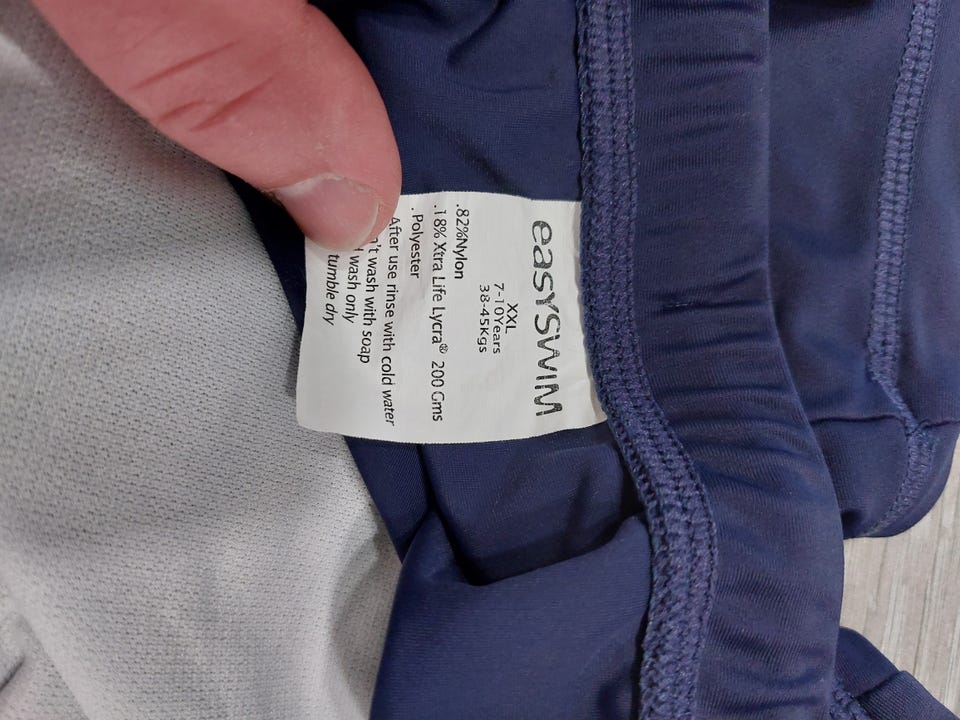 easySWIM
XXL
7-10Years
38-45Kgs
.82%Nylon
.18% Xtra Life Lycra® 200 Gms
.Polyester
After use rinse with cold water
n't wash with soap
wash only
tumble dry